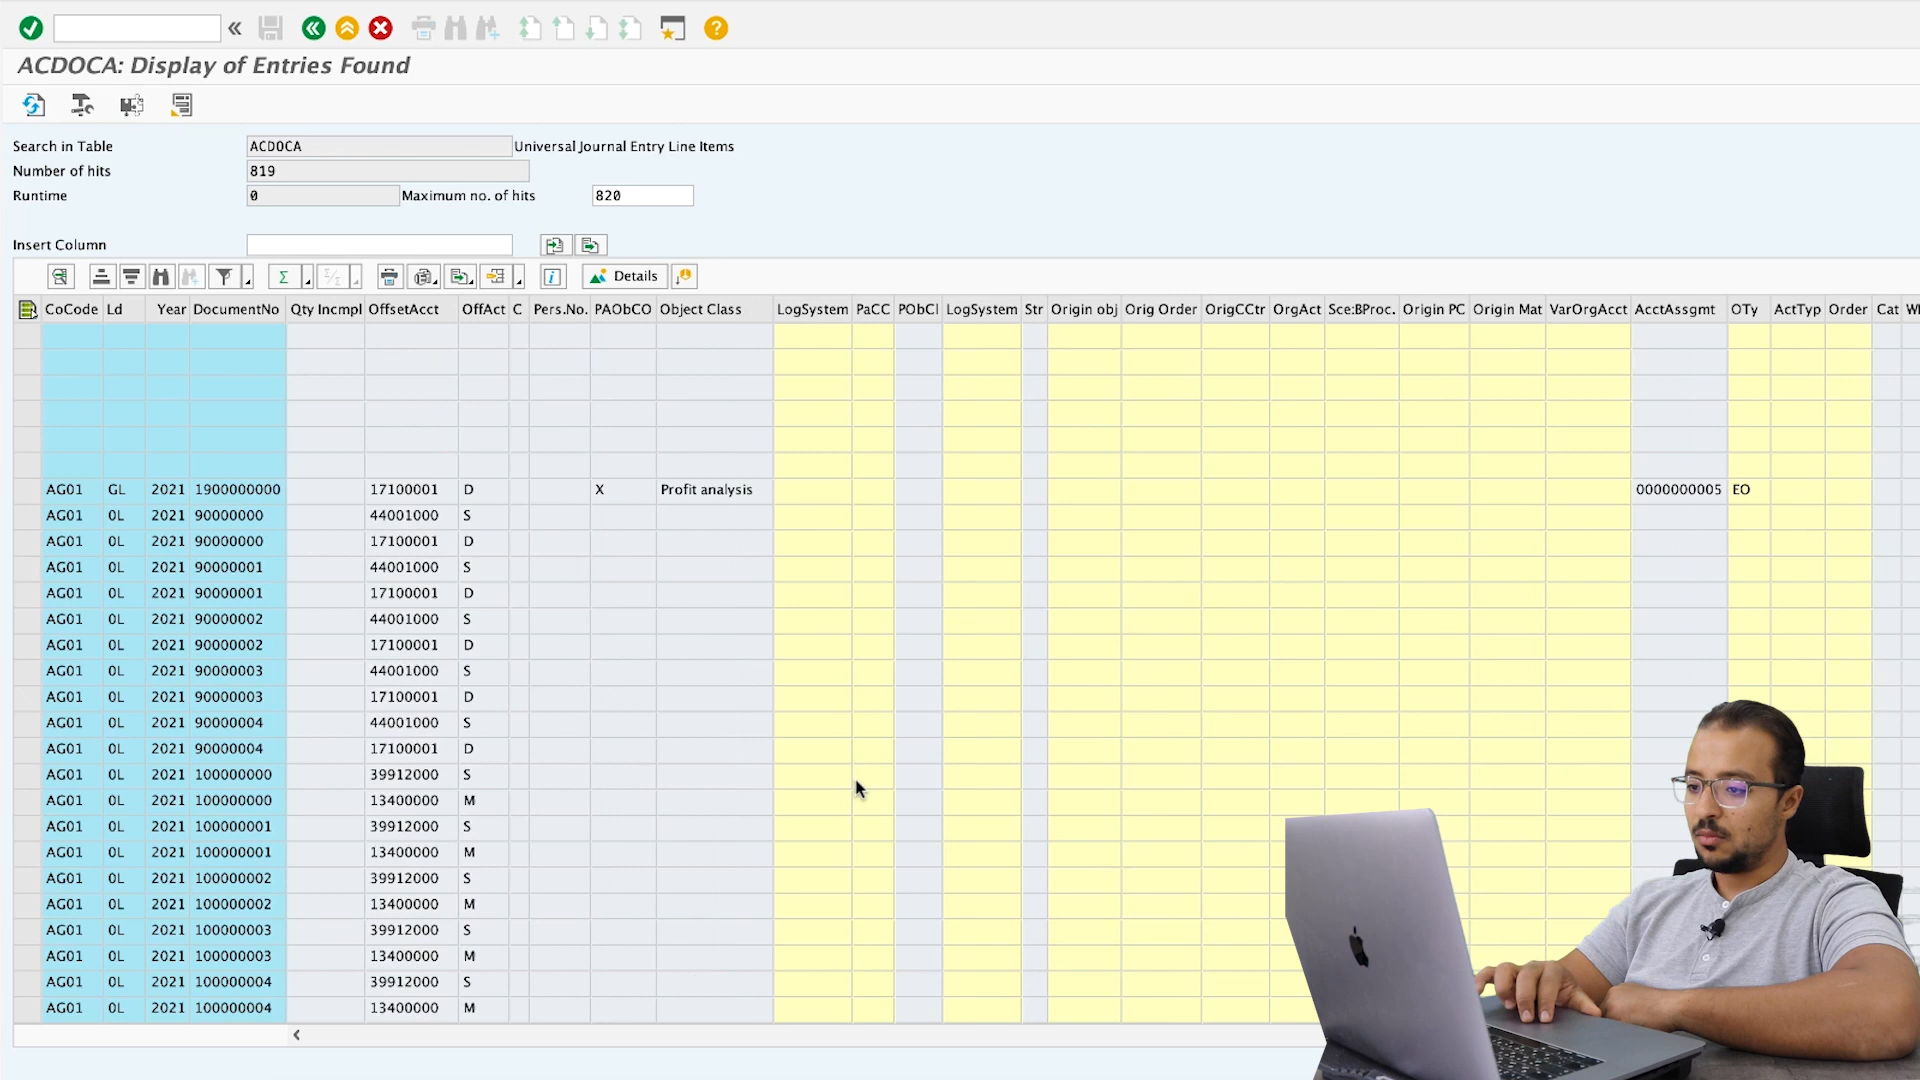 ACDOCA: Display of Entries Found
Search in Table ACDOCA Universal Journal Entry Line Items
Number of hits 819
Runtime 0 Maximum no. of hits 820
Insert Column
Details
CoCode Ld Year DocumentNo Qty Incmpl OffsetAcct OffAct C Pers.No. PAObCO Object Class LogSystem PaCC PObCl LogSystem Str Origin obj Orig Order OrigCCtr OrgAct Sce:BProc. Origin PC Origin Mat VarOrgAcct AcctAssgmt OTy ActTyp Order Cat
AG01 GL 2021 1900000000 17100001 D X Profit analysis 0000000005 EO
AG01 0L 2021 90000000 44001000 S
AG01 0L 2021 90000000 17100001 D
AG01 0L 2021 90000001 44001000 S
AG01 0L 2021 90000001 17100001 D
AG01 0L 2021 90000002 44001000 S
AG01 0L 2021 90000002 17100001 D
AG01 0L 2021 90000003 44001000 S
AG01 0L 2021 90000003 17100001 D
AG01 0L 2021 90000004 44001000 S
AG01 0L 2021 90000004 17100001 D
AG01 0L 2021 100000000 39912000 S
AG01 0L 2021 100000000 13400000 M
AG01 0L 2021 100000001 39912000 S
AG01 0L 2021 100000001 13400000 M
AG01 0L 2021 100000002 39912000 S
AG01 0L 2021 100000002 13400000 M
AG01 0L 2021 100000003 39912000 S
AG01 0L 2021 100000003 13400000 M
AG01 0L 2021 100000004 39912000 S
AG01 0L 2021 100000004 13400000 M